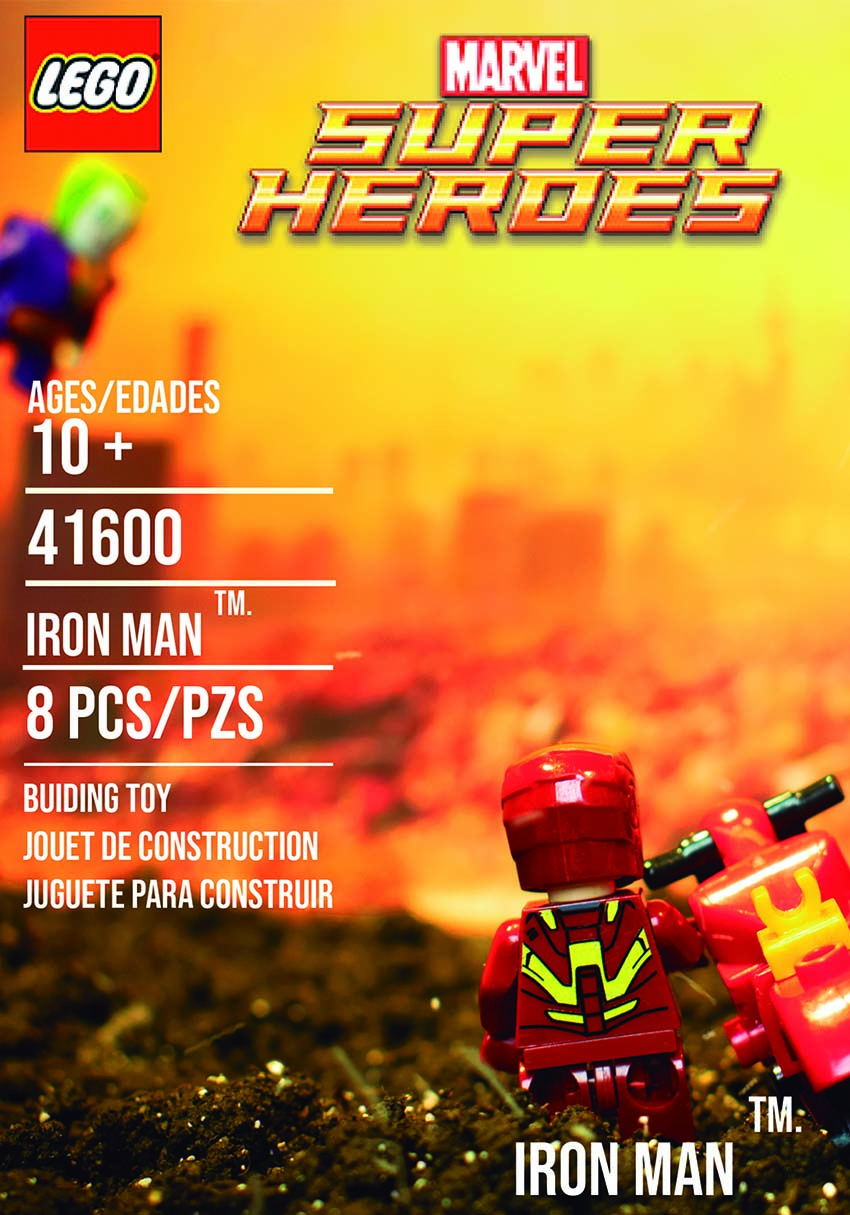 LEGO
MARVEL
SUPER
HEROES
AGES/EDADES
10 +
41600
IRON MAN TM.
8 PCS/PZS
BUIDING TOY
JOUET DE CONSTRUCTION
JUGUETE PARA CONSTRUIR
TM.
IRON MAN